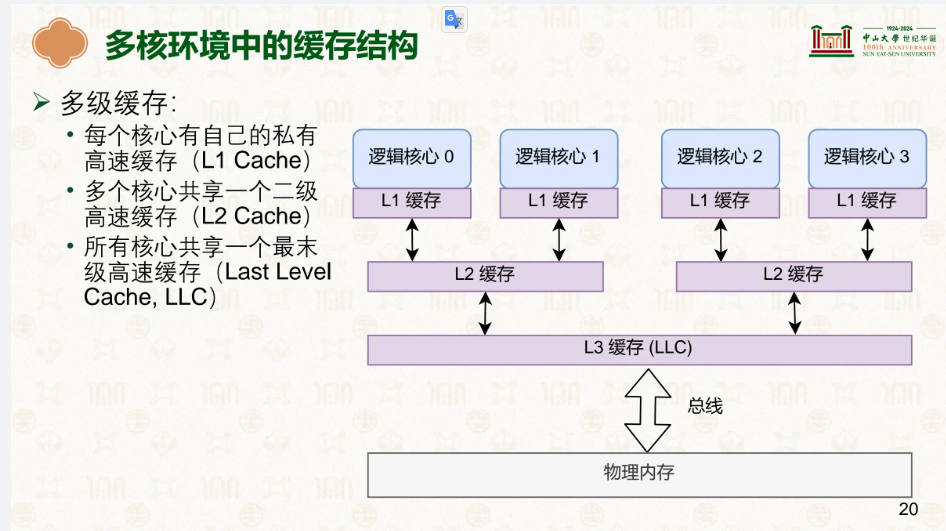 多核环境中的缓存结构
1924-2024
中山大學 世纪华诞
100th ANNIVERSARY
SUN YAT-SEN UNIVERSITY
➢ 多级缓存:
• 每个核心有自己的私有
高速缓存（L1 Cache）
• 多个核心共享一个二级
高速缓存（L2 Cache）
• 所有核心共享一个最末
级高速缓存（Last Level
Cache, LLC）
逻辑核心 0
逻辑核心 1
逻辑核心 2
逻辑核心 3
L1 缓存
L1 缓存
L1 缓存
L1 缓存
L2 缓存
L2 缓存
L3 缓存 (LLC)
总线
物理内存
20